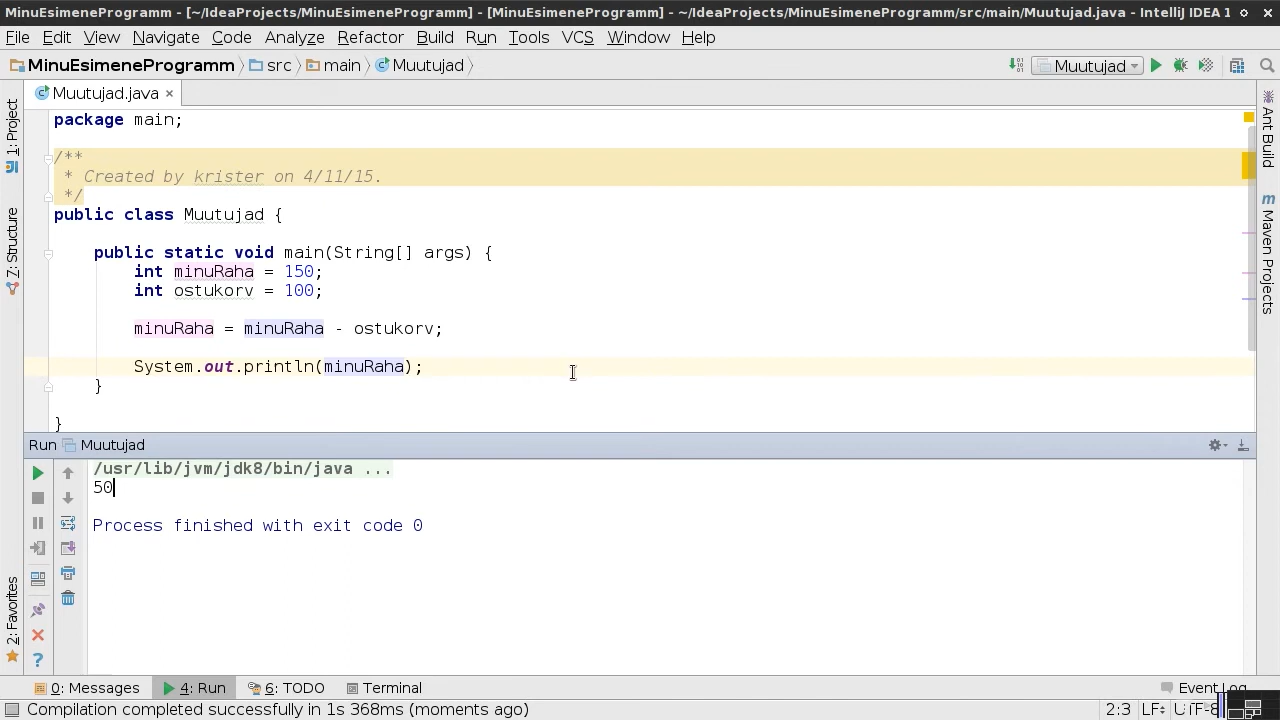 MinuEsimeneProgramm - [~/IdeaProjects/MinuEsimeneProgramm] - [MinuEsimeneProgramm] - ~/IdeaProjects/MinuEsimeneProgramm/src/main/Muutujad.java - IntelliJ IDEA 1
File Edit View Navigate Code Analyze Refactor Build Run Tools VCS Window Help
MinuEsimeneProgramm src main Muutujad Muutujad
Muutujad.java
1: Project
Z: Structure
2: Favorites
package main;
/**
* Created by krister on 4/11/15.
*/
public class Muutujad {
public static void main(String[] args) {
int minuRaha = 150;
int ostukorv = 100;
minuRaha = minuRaha - ostukorv;
System.out.println(minuRaha);
}
}
Ant Build
Maven Projects
Run Muutujad
/usr/lib/jvm/jdk8/bin/java ...
50
Process finished with exit code 0
0: Messages 4: Run 6: TODO Terminal Event Log
Compilation completed successfully in 1s 368ms (moments ago) 2:3 LF UTF-8